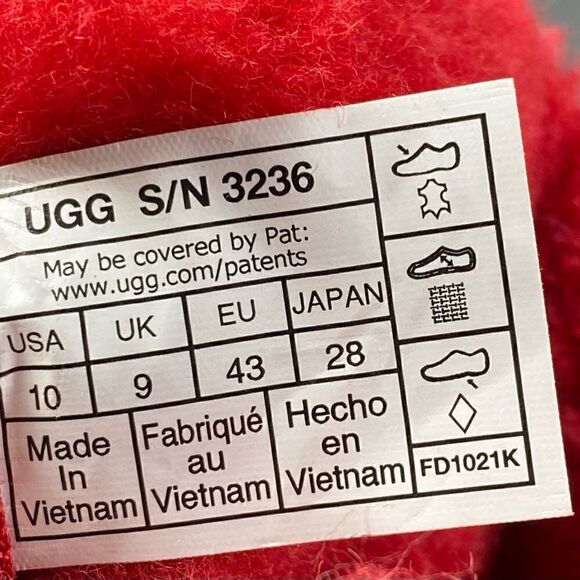 UGG S/N 3236
May be covered by Pat:
www.ugg.com/patents
USA UK EU JAPAN
10 9 43 28
Made
In
Vietnam
Fabriqué
au
Vietnam
Hecho
en
Vietnam
FD1021K